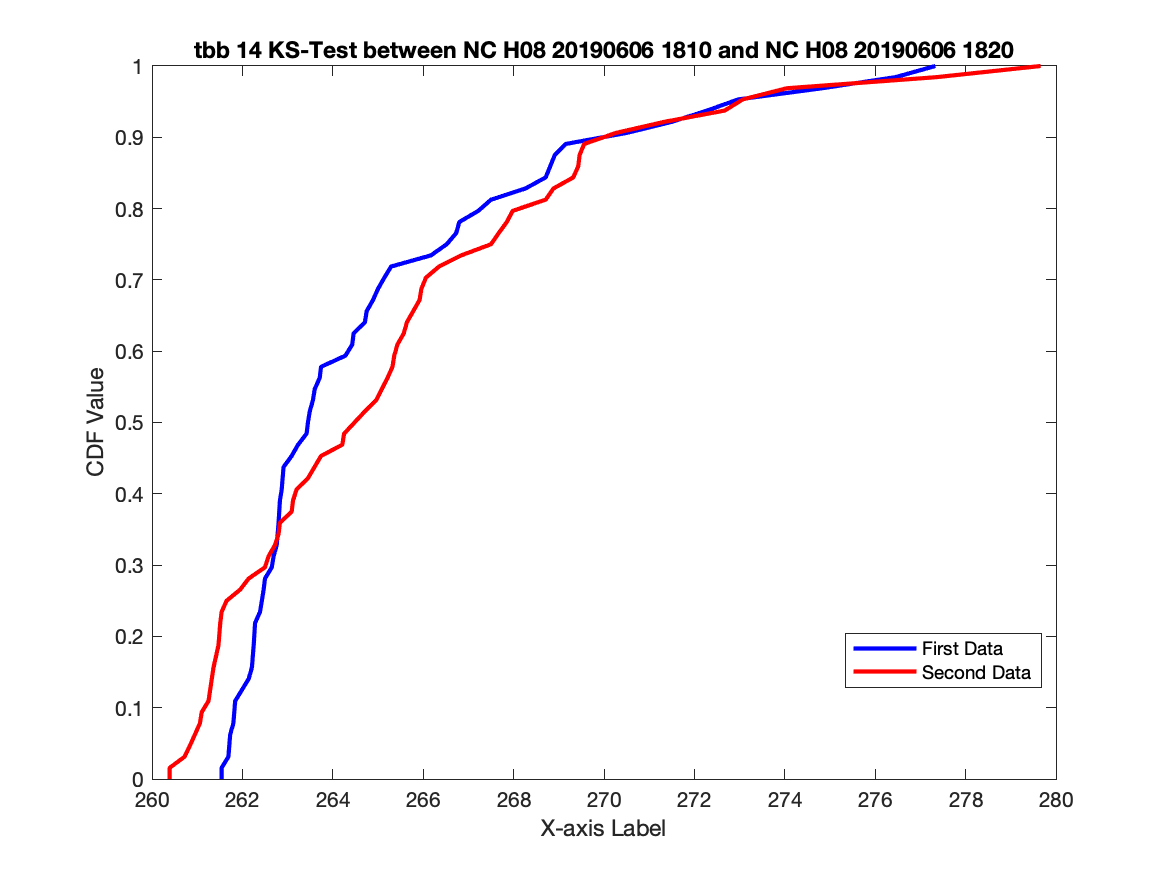 tbb 14 KS-Test between NC H08 20190606 1810 and NC H08 20190606 1820
1
0.9
0.8
0.7
0.6
0.5
0.4
0.3
0.2
0.1
0
CDF Value
First Data
Second Data
260 262 264 266 268 270 272 274 276 278 280
X-axis Label